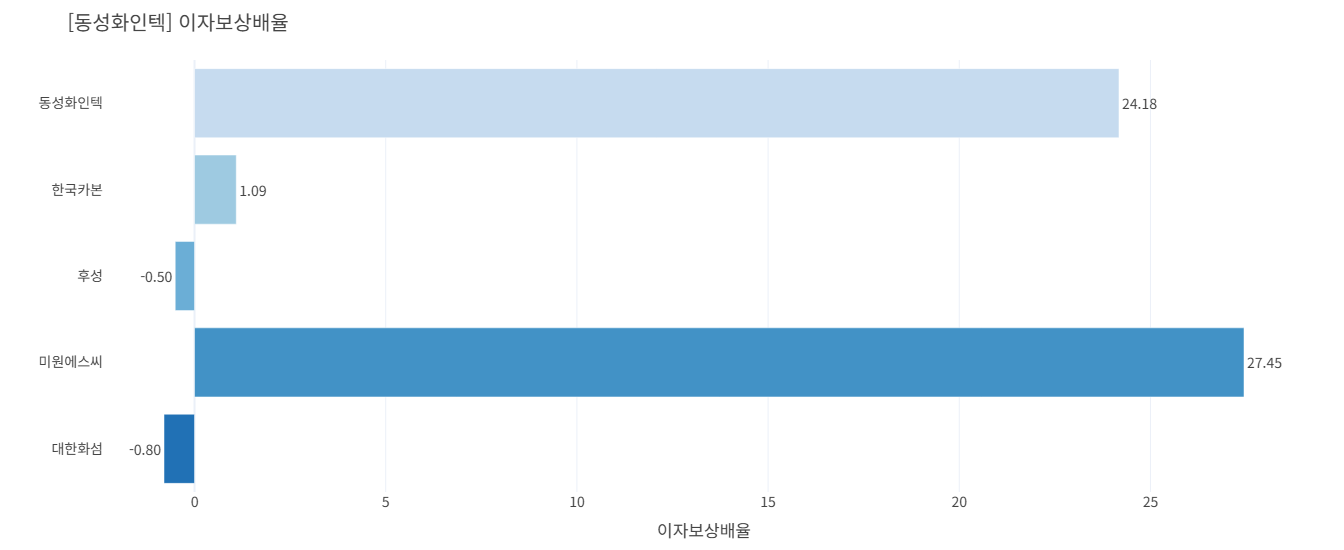 [동성화인텍] 이자보상배율
동성화인텍
24.18
한국카본
1.09
후성
-0.50
미원에스씨
27.45
대한화섬
-0.80
0 5 10 15 20 25
이자보상배율